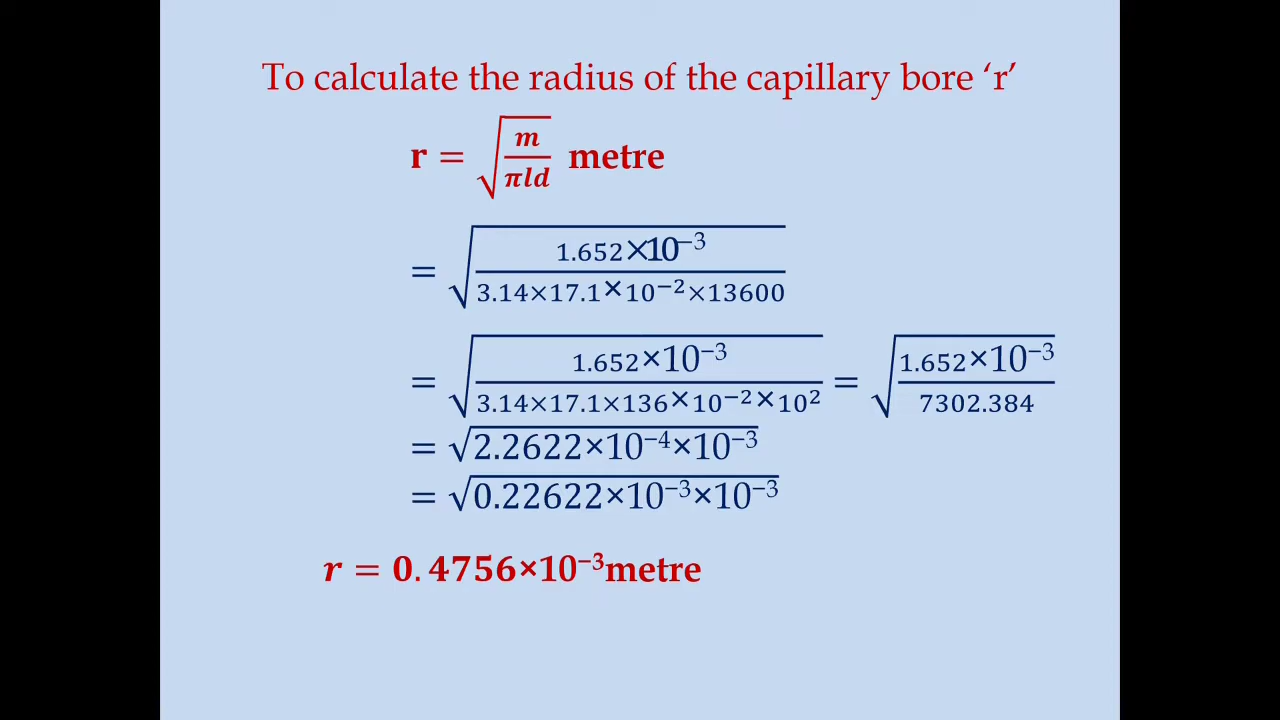 To calculate the radius of the capillary bore ‘r’
r = √(m/πld) metre
= √(1.652×10⁻³/3.14×17.1×10⁻²×13600)
= √(1.652×10⁻³/3.14×17.1×136×10⁻²×10²) = √(1.652×10⁻³/7302.384)
= √2.2622×10⁻⁴×10⁻³
= √0.22622×10⁻³×10⁻³
r = 0.4756×10⁻³metre